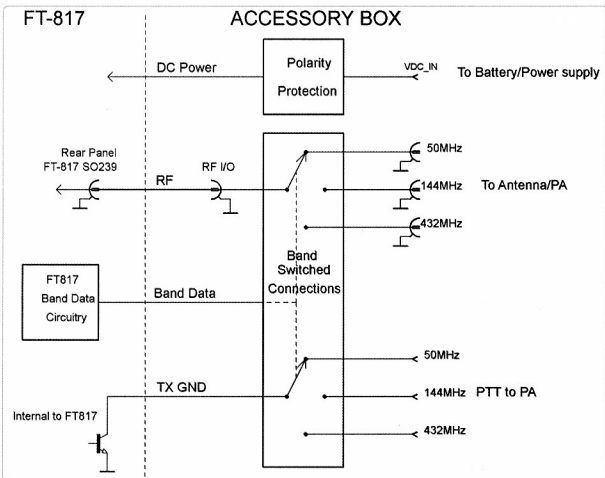 FT-817
ACCESSORY BOX
DC Power
Polarity
Protection
VDC_IN
To Battery/Power supply
Rear Panel
FT-817 SO239
RF
RF I/O
50MHz
144MHz
To Antenna/PA
432MHz
Band
Switched
Connections
FT817
Band Data
Circuitry
Band Data
50MHz
TX GND
144MHz
PTT to PA
Internal to FT817
432MHz